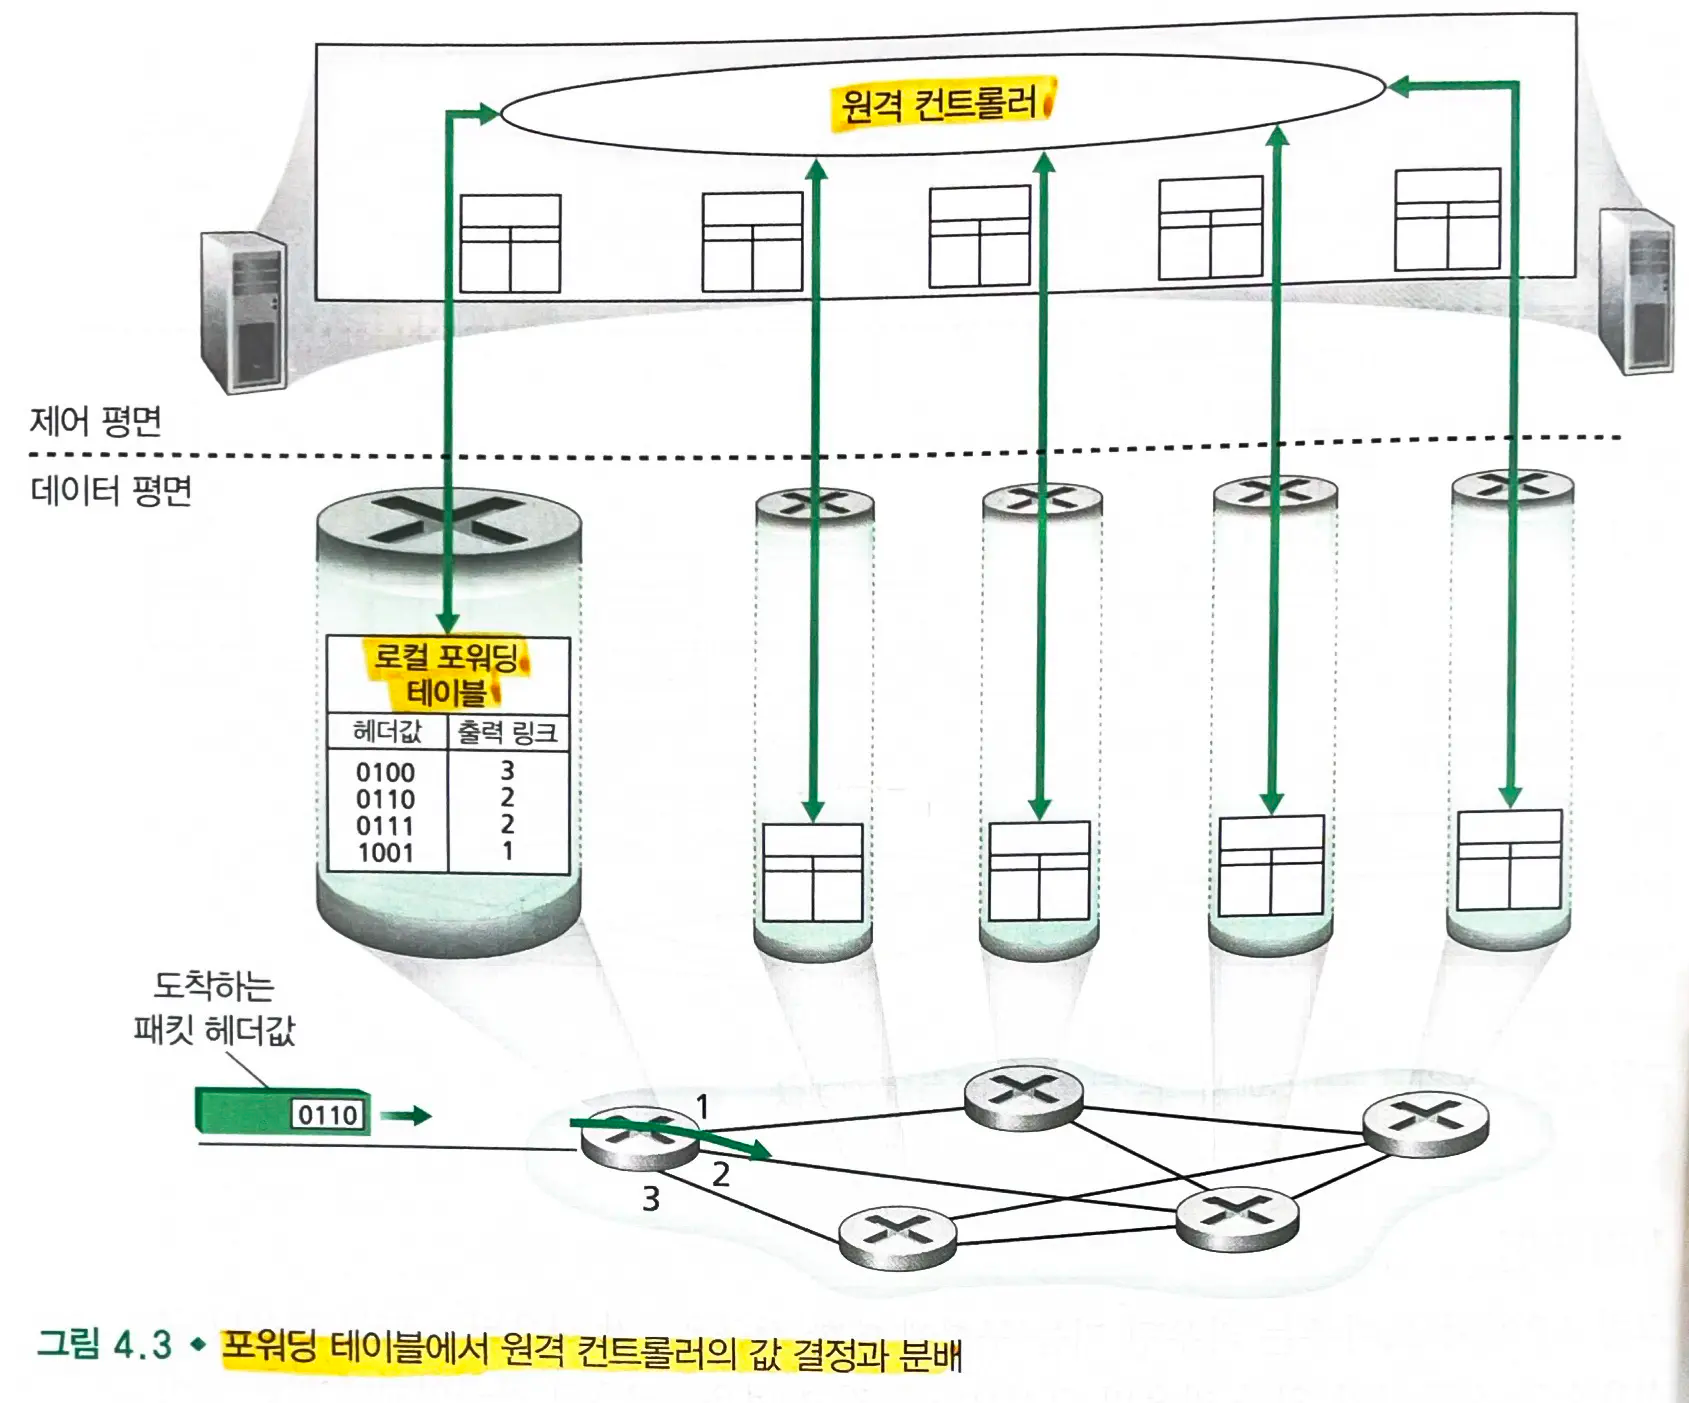 원격 컨트롤러
제어 평면
데이터 평면
로컬 포워딩
테이블
헤더값 출력 링크
0100 3
0110 2
0111 2
1001 1
도착하는
패킷 헤더값
0110
1
2
3
그림 4.3 ◆ 포워딩 테이블에서 원격 컨트롤러의 값 결정과 분배